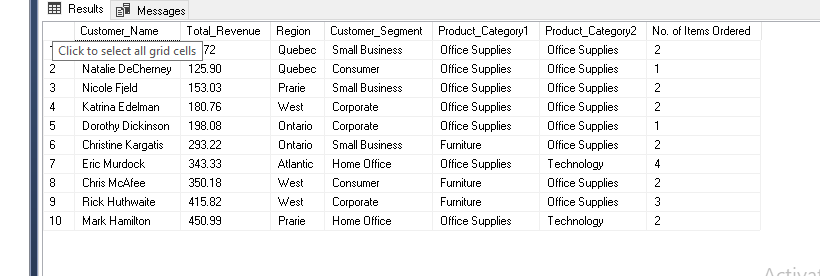 Results Messages
Customer_Name Total_Revenue Region Customer_Segment Product_Category1 Product_Category2 No. of Items Ordered
Click to select all grid cells
1 72 Quebec Small Business Office Supplies Office Supplies 2
2 Natalie DeCherney 125.90 Quebec Consumer Office Supplies Office Supplies 1
3 Nicole Fjeld 153.03 Prarie Small Business Office Supplies Office Supplies 2
4 Katrina Edelman 180.76 West Corporate Office Supplies Office Supplies 2
5 Dorothy Dickinson 198.08 Ontario Corporate Office Supplies Office Supplies 1
6 Christine Kargatis 293.22 Ontario Small Business Furniture Office Supplies 2
7 Eric Murdock 343.33 Atlantic Home Office Office Supplies Technology 4
8 Chris McAfee 350.18 West Consumer Furniture Office Supplies 2
9 Rick Huthwaite 415.82 West Corporate Furniture Office Supplies 3
10 Mark Hamilton 450.99 Prarie Home Office Office Supplies Technology 2